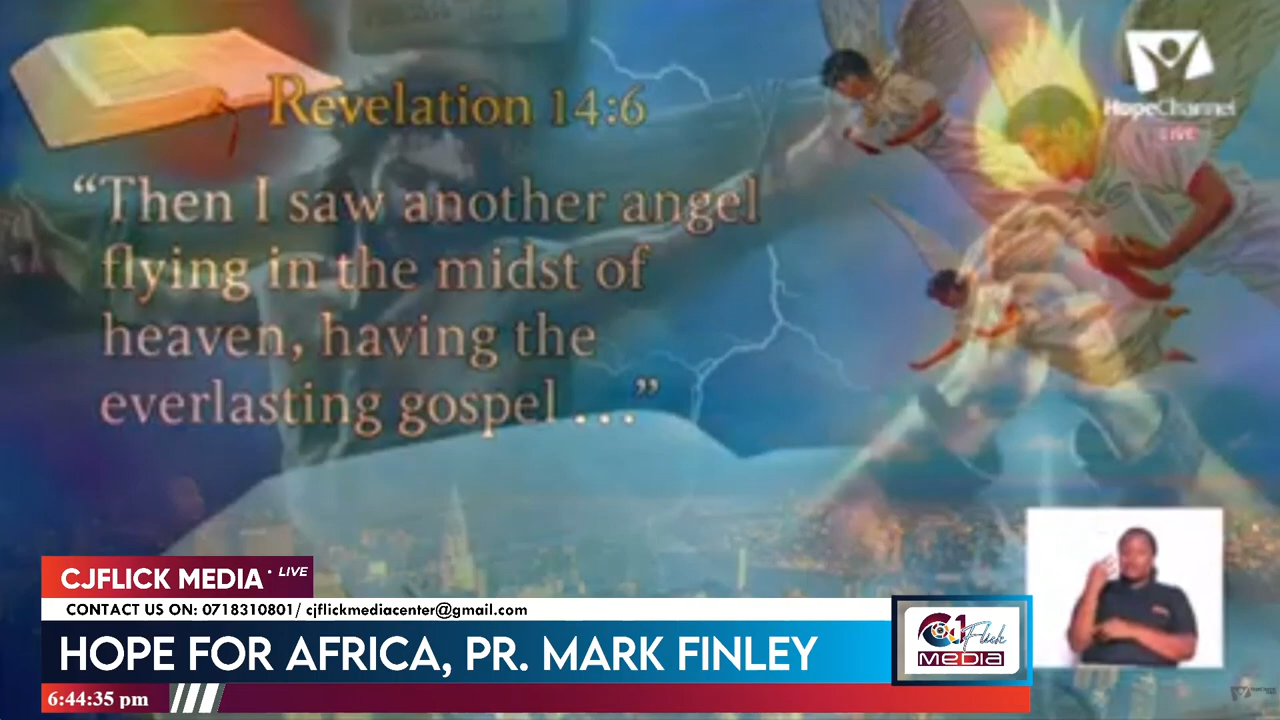 Revelation 14:6
HopeChannel
LIVE
“Then I saw another angel
flying in the midst of
heaven, having the
everlasting gospel . . .”
CJFLICK MEDIA • LIVE
CONTACT US ON: 0718310801/ cjflickmediacenter@gmail.com
HOPE FOR AFRICA, PR. MARK FINLEY
Flick
MEDIA
6:44:35 pm